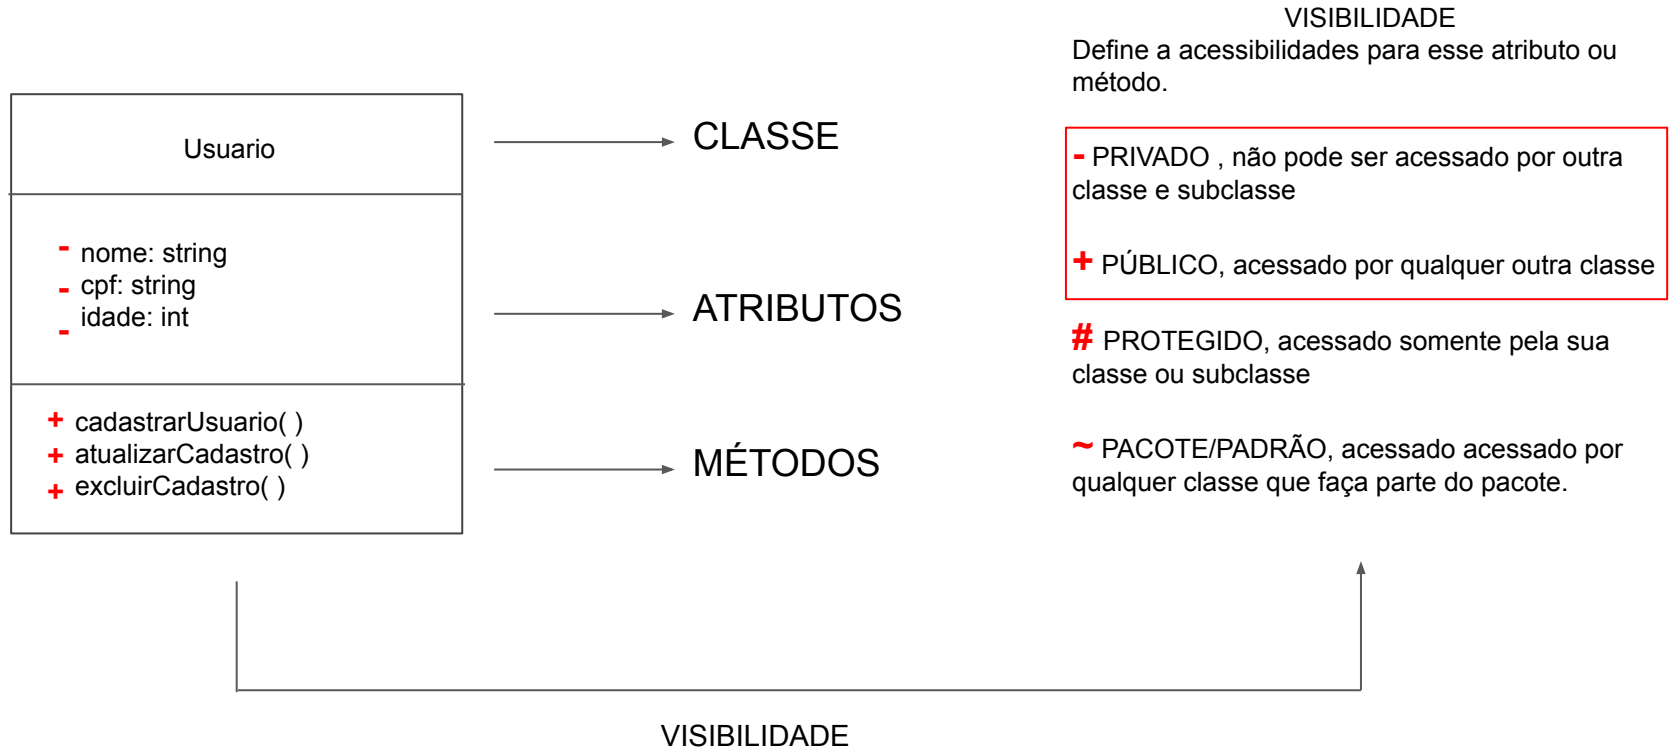 Usuario
- nome: string
- cpf: string
- idade: int
+ cadastrarUsuario( )
+ atualizarCadastro( )
+ excluirCadastro( )
CLASSE
ATRIBUTOS
MÉTODOS
VISIBILIDADE
Define a acessibilidades para esse atributo ou
método.
- PRIVADO , não pode ser acessado por outra
classe e subclasse
+ PÚBLICO, acessado por qualquer outra classe
# PROTEGIDO, acessado somente pela sua
classe ou subclasse
~ PACOTE/PADRÃO, acessado acessado por
qualquer classe que faça parte do pacote.
VISIBILIDADE